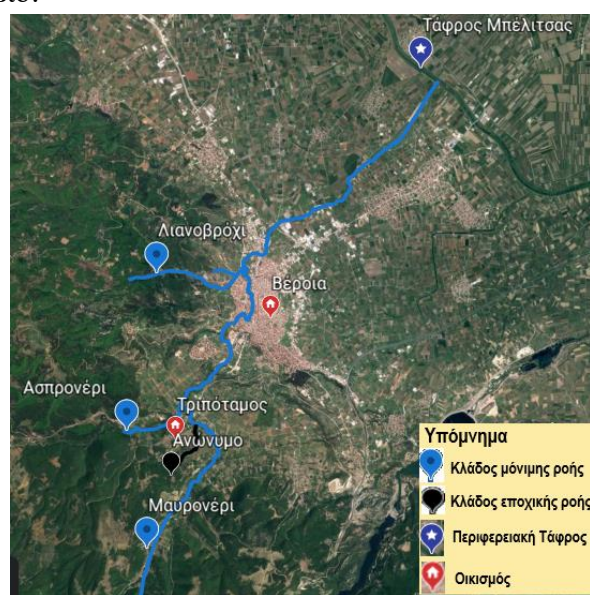 Τάφρος Μπέλιτσας
Λιανοβρόχι
Βέροια
Ασπρονέρι
Τριπόταμος
Ανώνυμο
Μαυρονέρι
Υπόμνημα
Κλάδος μόνιμης ροής
Κλάδος εποχικής ροής
Περιφερειακή Τάφρος
Οικισμός